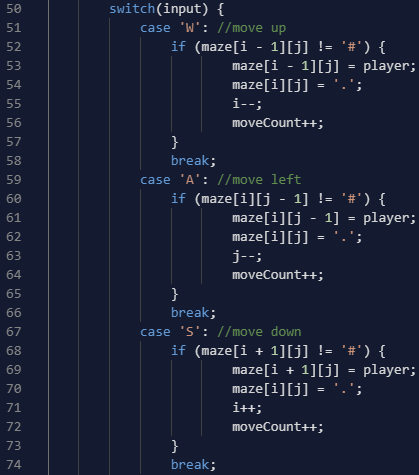 50 switch(input) {
51 case 'W': //move up
52 if (maze[i - 1][j] != '#') {
53 maze[i - 1][j] = player;
54 maze[i][j] = '.';
55 i--;
56 moveCount++;
57 }
58 break;
59 case 'A': //move left
60 if (maze[i][j - 1] != '#') {
61 maze[i][j - 1] = player;
62 maze[i][j] = '.';
63 j--;
64 moveCount++;
65 }
66 break;
67 case 'S': //move down
68 if (maze[i + 1][j] != '#') {
69 maze[i + 1][j] = player;
70 maze[i][j] = '.';
71 i++;
72 moveCount++;
73 }
74 break;